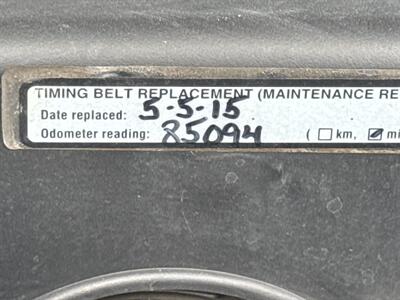 TIMING BELT REPLACEMENT (MAINTENANCE RE
Date replaced: 5-5-15
Odometer reading: 85094 ( ☐ km, ☑ mi